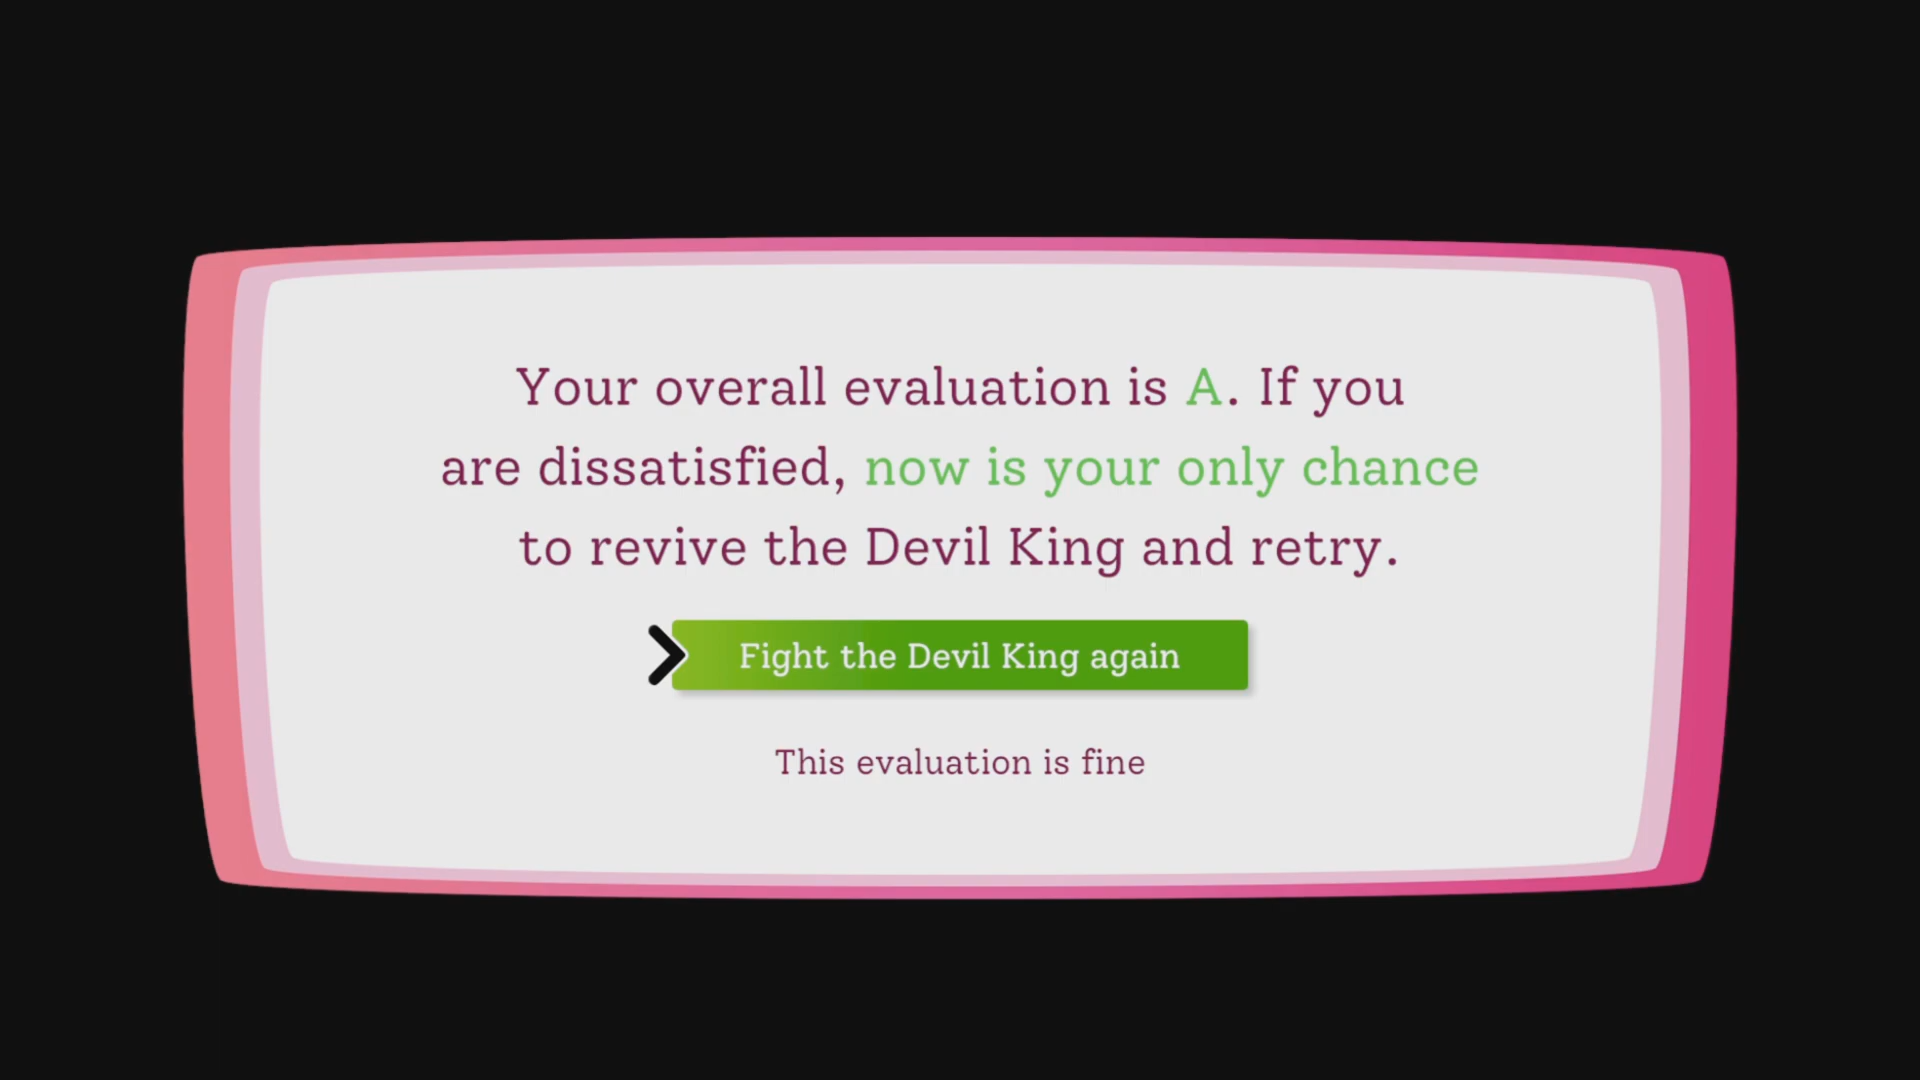 Your overall evaluation is A. If you
are dissatisfied, now is your only chance
to revive the Devil King and retry.
Fight the Devil King again
This evaluation is fine